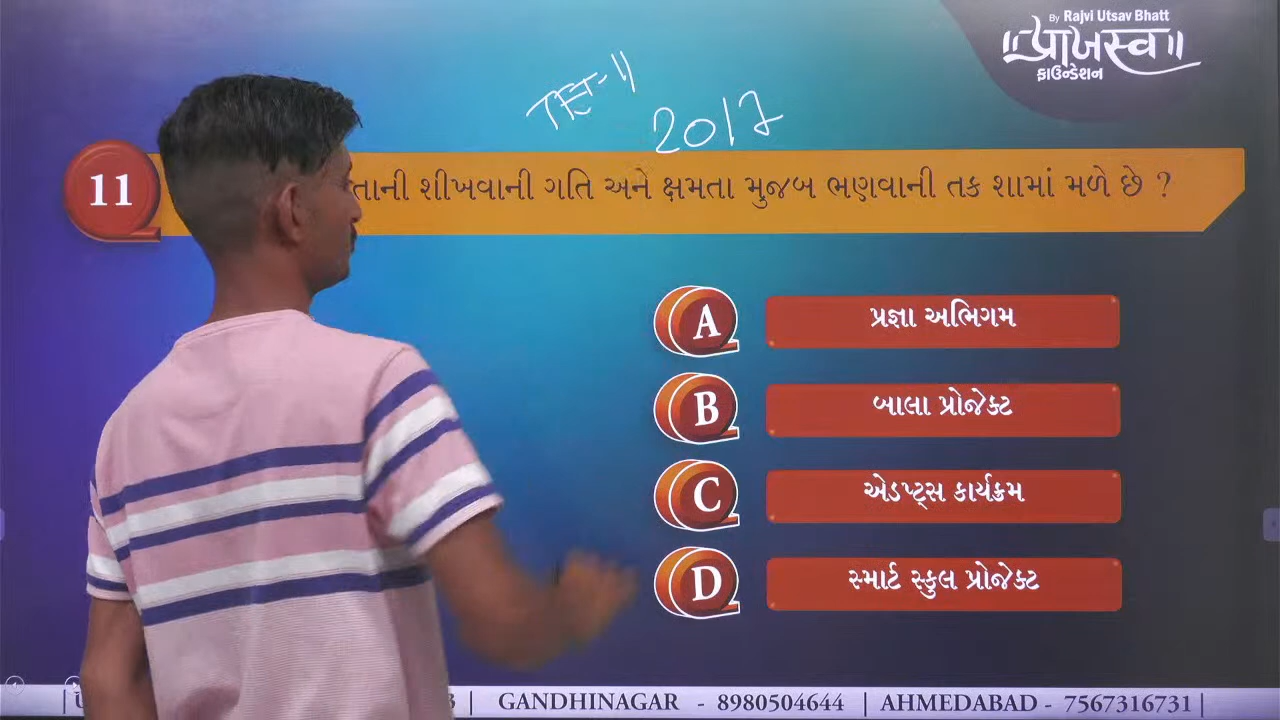 By Rajvi Utsav Bhatt
ફાઉન્ડેશન
2017
11
શીખવાની ગતિ અને ક્ષમતા મુજબ ભણવાની તક શામાં મળે છે ?
A પ્રજ્ઞા અભિગમ
B બાલા પ્રોજેક્ટ
C એડપ્ટ્સ કાર્યક્રમ
D સ્માર્ટ સ્કુલ પ્રોજેક્ટ
| GANDHINAGAR - 8980504644 | AHMEDABAD - 7567316731 |